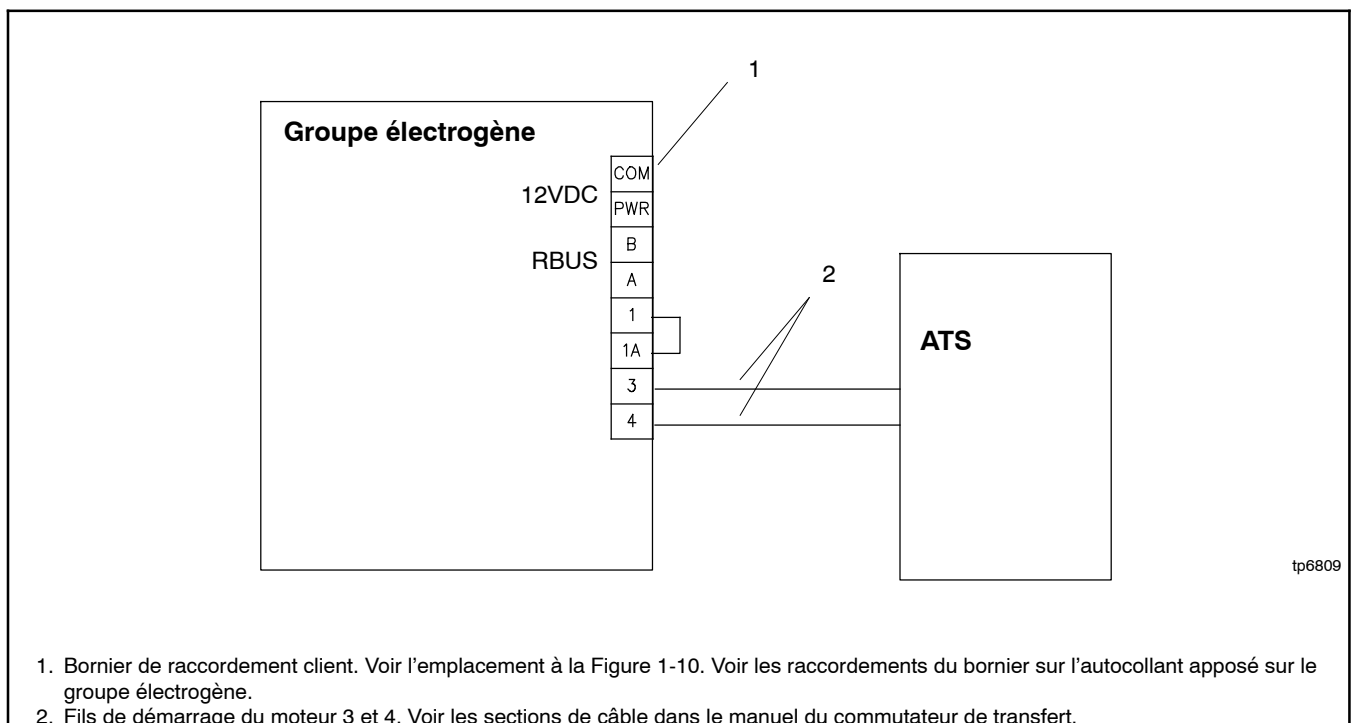 1
Groupe électrogène
COM
12VDC
PWR
B
RBUS
A
2
1
ATS
1A
3
4
tp6809
1. Bornier de raccordement client. Voir l’emplacement à la Figure 1-10. Voir les raccordements du bornier sur l’autocollant apposé sur le
groupe électrogène.
2. Fils de démarrage du moteur 3 et 4. Voir les sections de câble dans le manuel du commutateur de transfert.